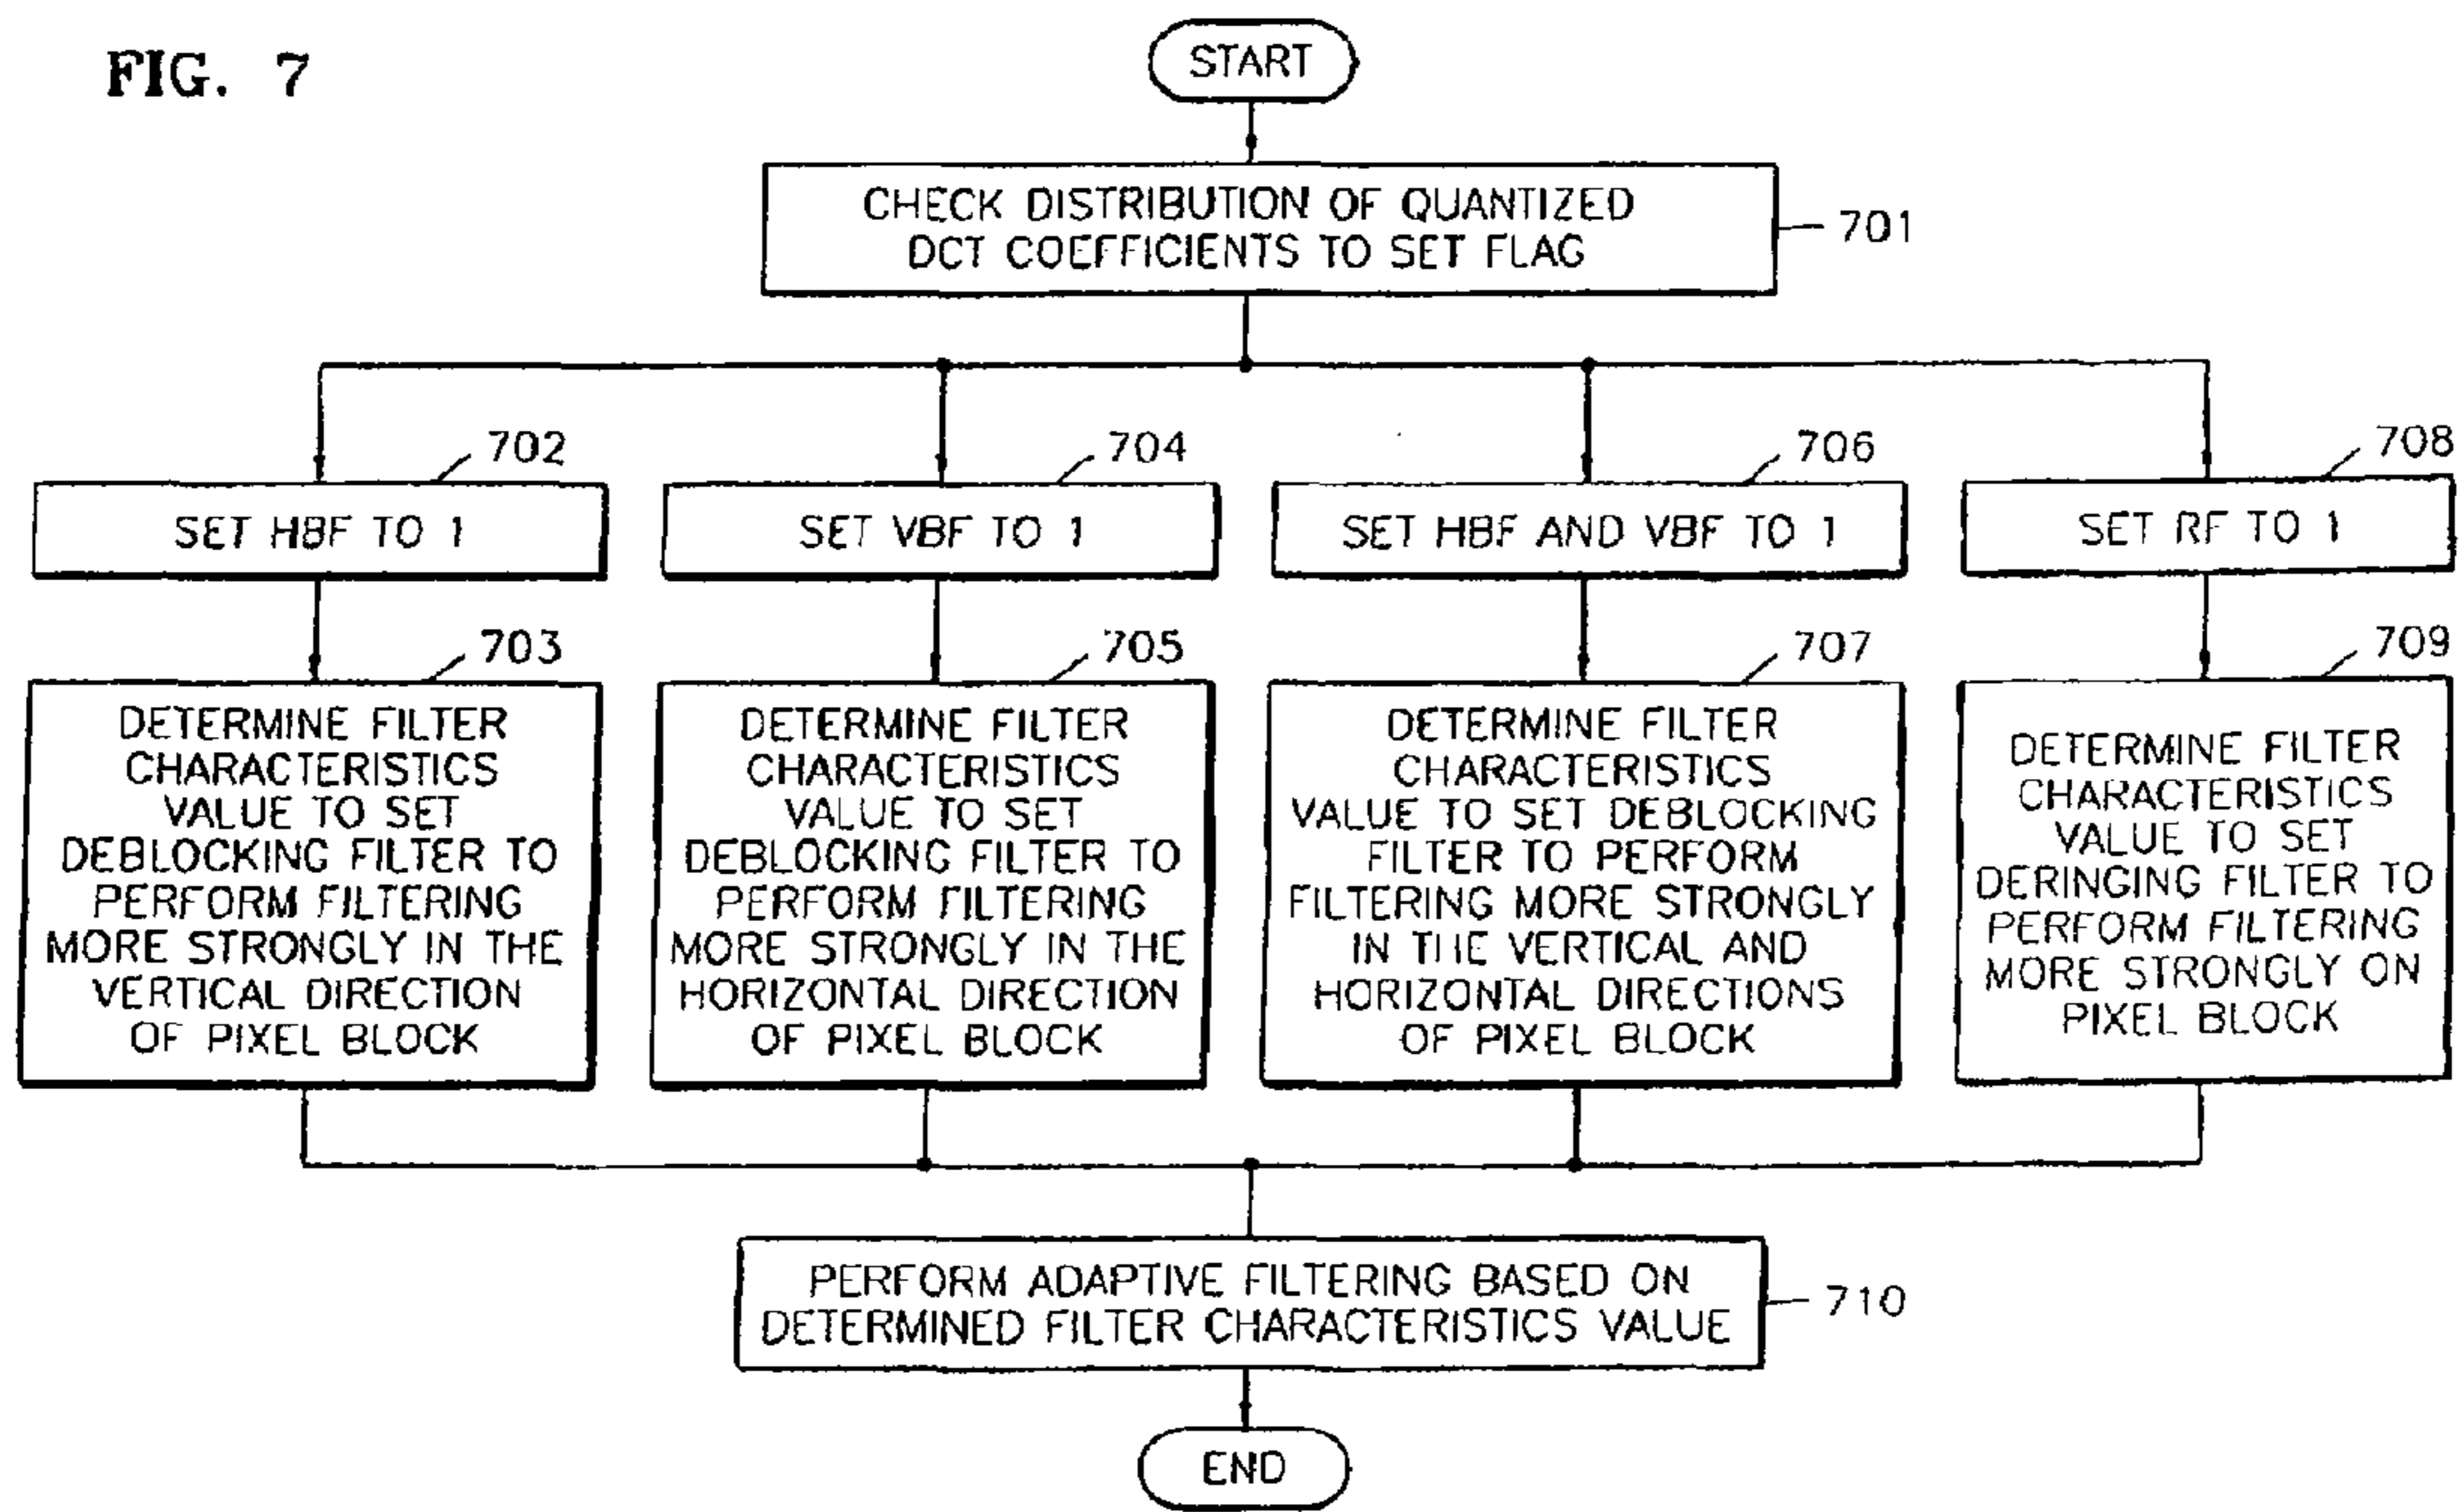 FIG. 7
START
CHECK DISTRIBUTION OF QUANTIZED
DCT COEFFICIENTS TO SET FLAG
701
702
SET HBF TO 1
704
SET VBF TO 1
706
SET HBF AND VBF TO 1
708
SET RF TO 1
703
DETERMINE FILTER
CHARACTERISTICS
VALUE TO SET
DEBLOCKING FILTER TO
PERFORM FILTERING
MORE STRONGLY IN THE
VERTICAL DIRECTION
OF PIXEL BLOCK
705
DETERMINE FILTER
CHARACTERISTICS
VALUE TO SET
DEBLOCKING FILTER TO
PERFORM FILTERING
MORE STRONGLY IN THE
HORIZONTAL DIRECTION
OF PIXEL BLOCK
707
DETERMINE FILTER
CHARACTERISTICS
VALUE TO SET DEBLOCKING
FILTER TO PERFORM
FILTERING MORE STRONGLY
IN THE VERTICAL AND
HORIZONTAL DIRECTIONS
OF PIXEL BLOCK
709
DETERMINE FILTER
CHARACTERISTICS
VALUE TO SET
DERINGING FILTER TO
PERFORM FILTERING
MORE STRONGLY ON
PIXEL BLOCK
PERFORM ADAPTIVE FILTERING BASED ON
DETERMINED FILTER CHARACTERISTICS VALUE
710
END